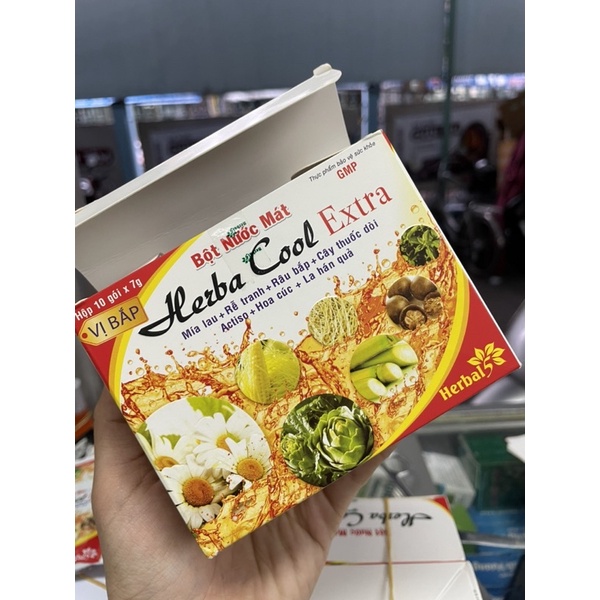 Thực phẩm bảo vệ sức khỏe
GMP
Bột Nước Mát
Herba Cool Extra
Hộp 10 gói x 7g
VỊ BẮP
Mía lau + Rễ tranh + Râu bắp + Cây thuốc dòi
Actiso + Hoa cúc + La hán quả
Herbal
Herba